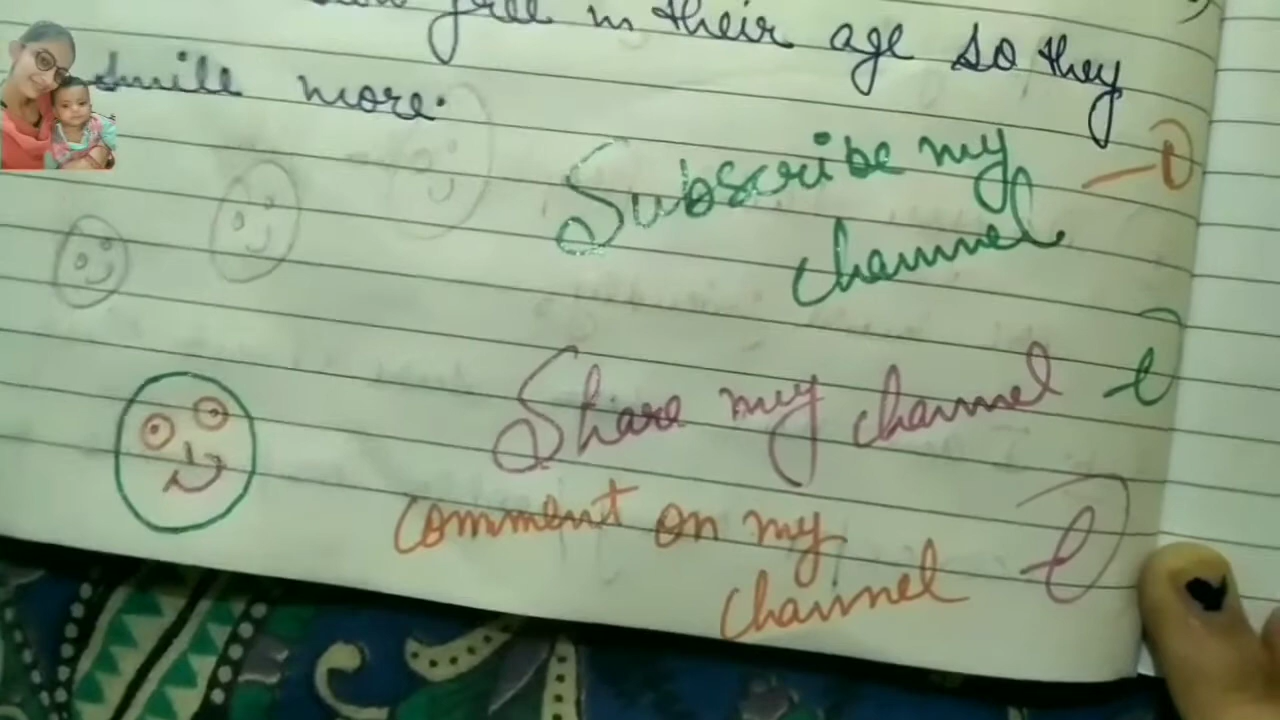 free in their age so they
smile more.
Subscribe my
channel
Share my channel
comment on my
channel